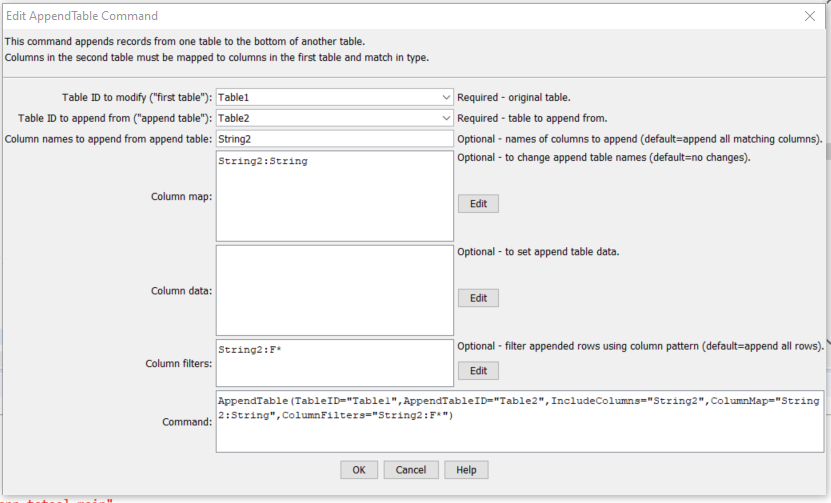 Edit AppendTable Command
This command appends records from one table to the bottom of another table.
Columns in the second table must be mapped to columns in the first table and match in type.
Table ID to modify ("first table"): Table1 Required - original table.
Table ID to append from ("append table"): Table2 Required - table to append from.
Column names to append from append table: String2 Optional - names of columns to append (default=append all matching columns).
String2:String Optional - to change append table names (default=no changes).
Column map: Edit
Optional - to set append table data.
Column data: Edit
String2:F* Optional - filter appended rows using column pattern (default=append all rows).
Column filters: Edit
AppendTable(TableID="Table1",AppendTableID="Table2",IncludeColumns="String2",ColumnMap="String
2:String",ColumnFilters="String2:F*")
Command:
OK Cancel Help